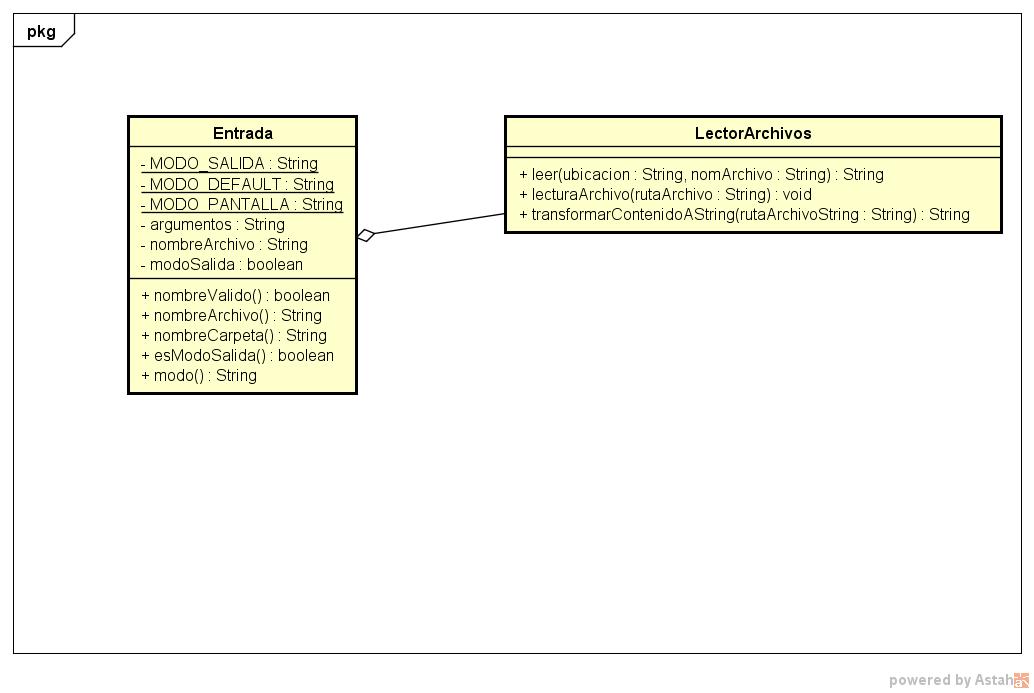 pkg
Entrada
- MODO_SALIDA : String
- MODO_DEFAULT : String
- MODO_PANTALLA : String
- argumentos : String
- nombreArchivo : String
- modoSalida : boolean
+ nombreValido() : boolean
+ nombreArchivo() : String
+ nombreCarpeta() : String
+ esModoSalida() : boolean
+ modo() : String
LectorArchivos
+ leer(ubicacion : String, nomArchivo : String) : String
+ lecturaArchivo(rutaArchivo : String) : void
+ transformarContenidoAString(rutaArchivoString : String) : String
powered by Astah